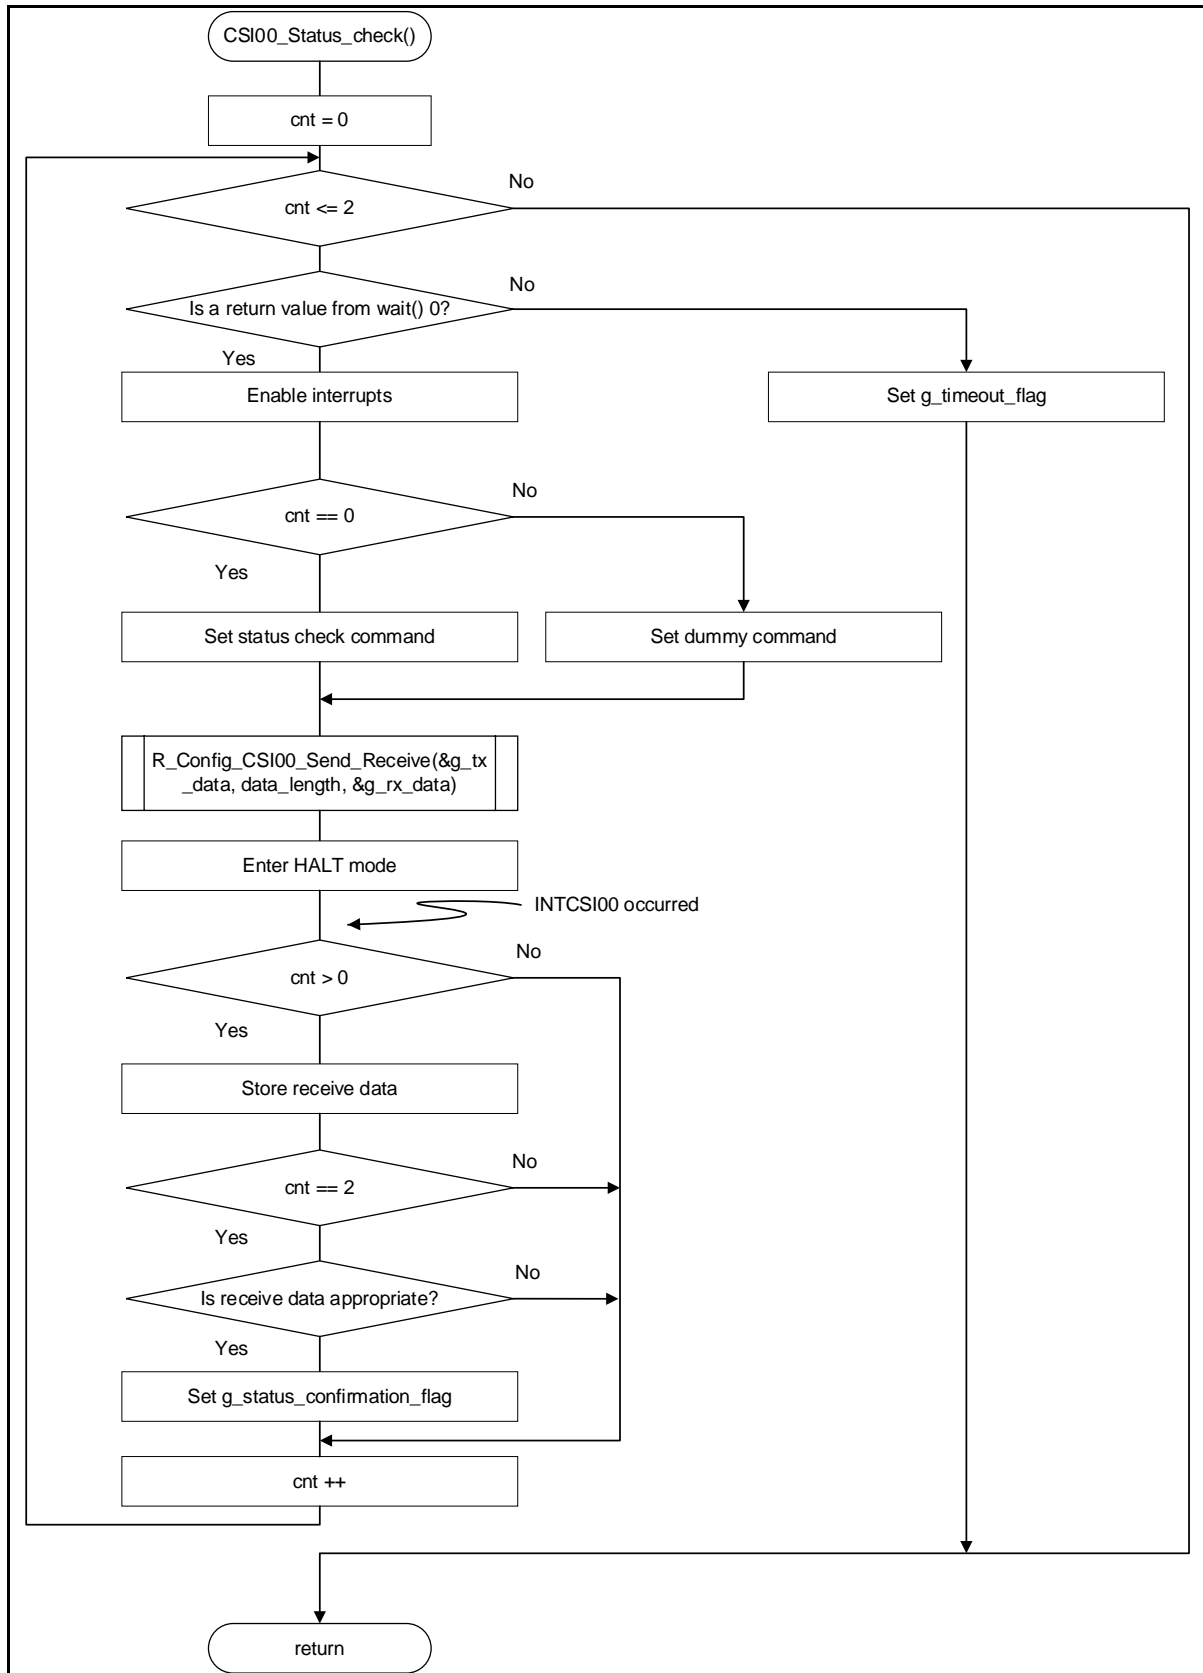 CSI00_Status_check()
cnt = 0
No
cnt <= 2
No
Is a return value from wait() 0?
Yes
Enable interrupts
Set g_timeout_flag
No
cnt == 0
Yes
Set status check command
Set dummy command
R_Config_CSI00_Send_Receive(&g_tx
_data, data_length, &g_rx_data)
Enter HALT mode
INTCSI00 occurred
No
cnt > 0
Yes
Store receive data
No
cnt == 2
Yes
No
Is receive data appropriate?
Yes
Set g_status_confirmation_flag
cnt ++
return